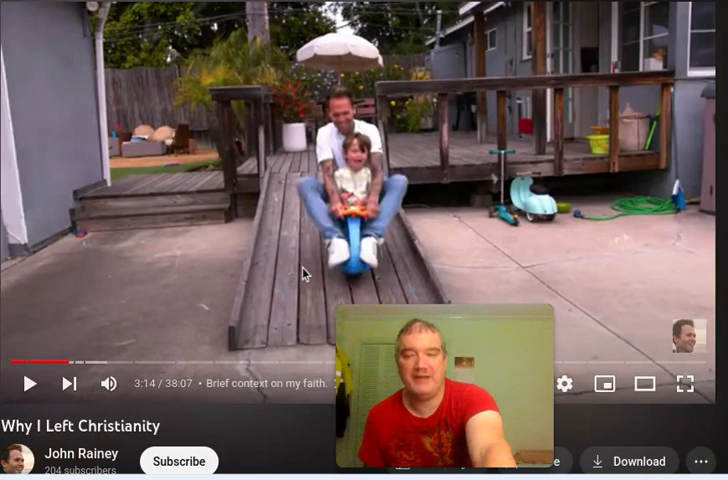 3:14 / 38:07 • Brief context on my faith.
Why I Left Christianity
John Rainey
204 subscribers
Subscribe
Download